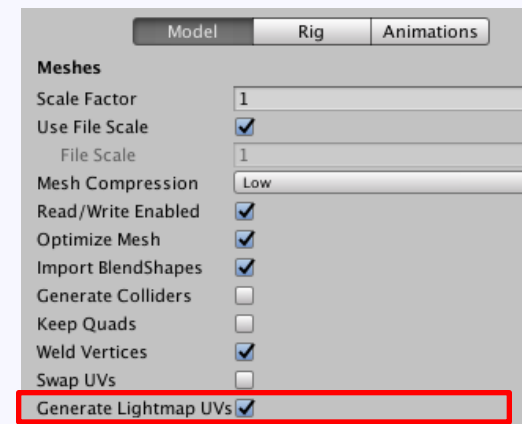 Model Rig Animations
Meshes
Scale Factor 1
Use File Scale
File Scale 1
Mesh Compression Low
Read/Write Enabled
Optimize Mesh
Import BlendShapes
Generate Colliders
Keep Quads
Weld Vertices
Swap UVs
Generate Lightmap UVs